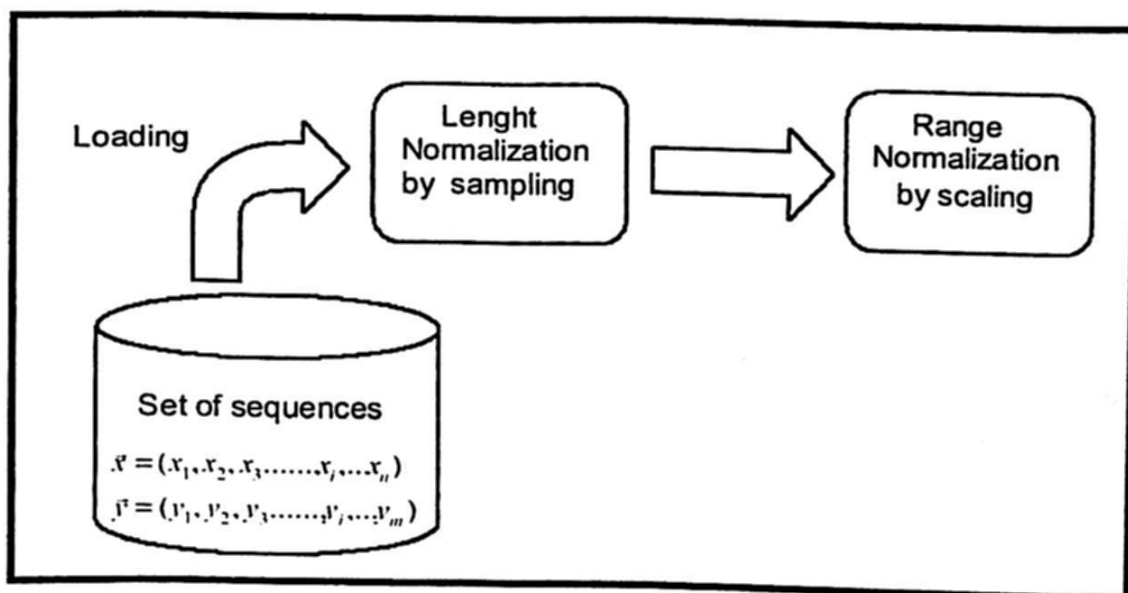 Loading
Lenght
Normalization
by sampling
Range
Normalization
by scaling
Set of sequences
x⃗ = (x₁, x₂, x₃.......,xᵢ,...xₙ)
y⃗ = (y₁, y₂, y₃.......,yᵢ,...yₘ)